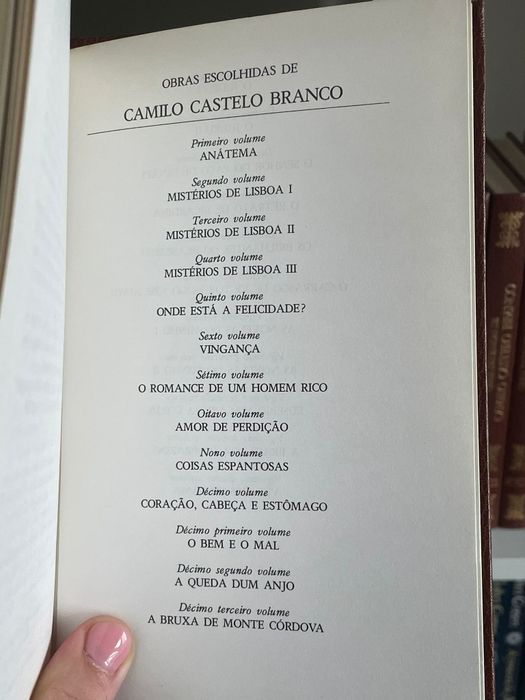 OBRAS ESCOLHIDAS DE
CAMILO CASTELO BRANCO
Primeiro volume
ANÁTEMA
Segundo volume
MISTÉRIOS DE LISBOA I
Terceiro volume
MISTÉRIOS DE LISBOA II
Quarto volume
MISTÉRIOS DE LISBOA III
Quinto volume
ONDE ESTÁ A FELICIDADE?
Sexto volume
VINGANÇA
Sétimo volume
O ROMANCE DE UM HOMEM RICO
Oitavo volume
AMOR DE PERDIÇÃO
Nono volume
COISAS ESPANTOSAS
Décimo volume
CORAÇÃO, CABEÇA E ESTÔMAGO
Décimo primeiro volume
O BEM E O MAL
Décimo segundo volume
A QUEDA DUM ANJO
Décimo terceiro volume
A BRUXA DE MONTE CÓRDOVA